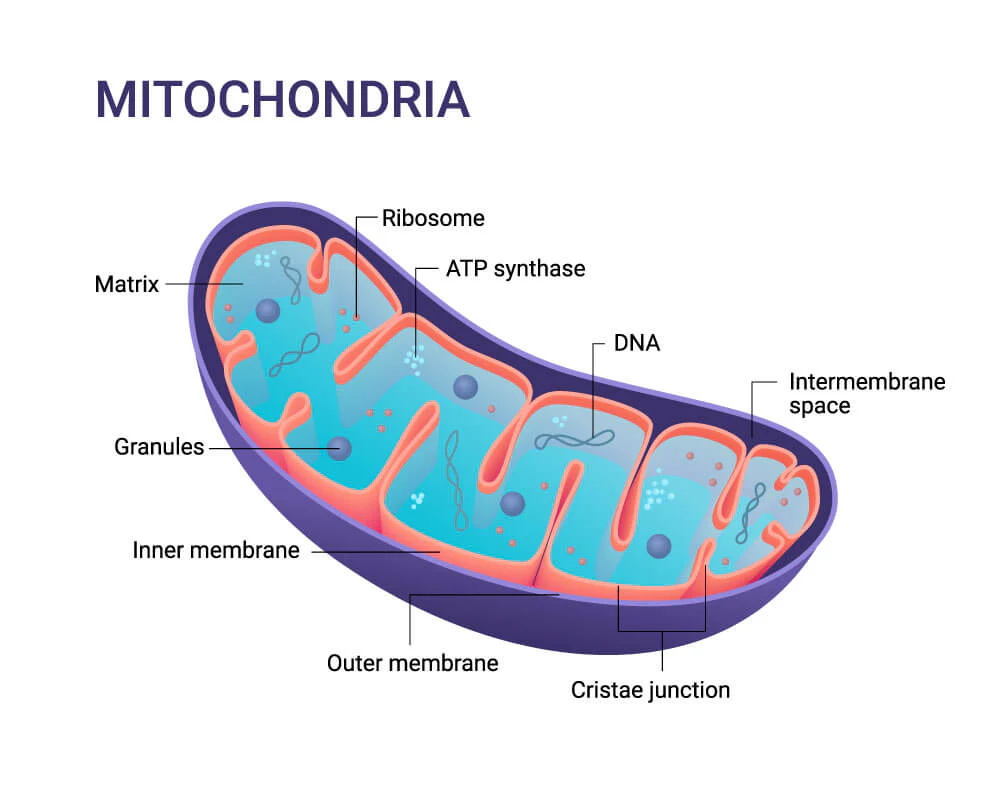 MITOCHONDRIA
Ribosome
ATP synthase
Matrix
DNA
Intermembrane
space
Granules
Inner membrane
Outer membrane
Cristae junction